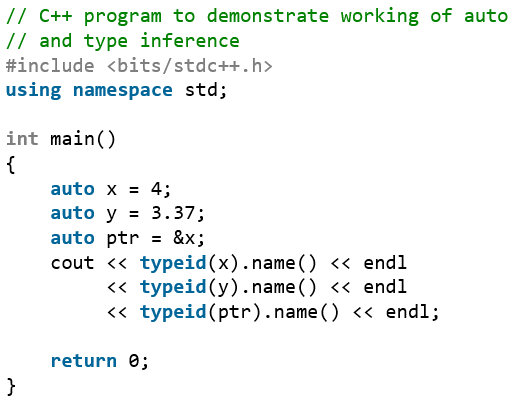 // C++ program to demonstrate working of auto
// and type inference
#include <bits/stdc++.h>
using namespace std;

int main()
{
    auto x = 4;
    auto y = 3.37;
    auto ptr = &x;
    cout << typeid(x).name() << endl
         << typeid(y).name() << endl
         << typeid(ptr).name() << endl;

    return 0;
}